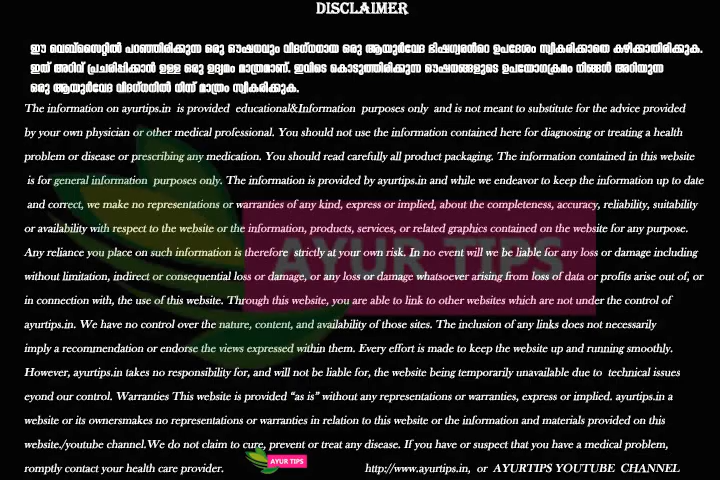 DISCLAIMER
ഈ വെബ്സൈറ്റിൽ പറഞ്ഞിരിക്കുന്ന ഒരു ഔഷനവും വിദഗ്ദനായ ഒരു ആയുർവേദ ഭിഷഗ്വരൻറെ ഉപദേശം സ്വീകരിക്കാതെ കഴിക്കാതിരിക്കുക.
ഇത് അറിവ് പ്രചരിപ്പിക്കാൻ ഉള്ള ഒരു ഉദ്യമം മാത്രമാണ്. ഇവിടെ കൊടുത്തിരിക്കുന്ന ഔഷനങ്ങളുടെ ഉപയോഗക്രമം നിങ്ങൾ അറിയുന്ന
ഒരു ആയുർവേദ വിദഗ്ദനിൽ നിന്ന് മാത്രം സ്വീകരിക്കുക.
The information on ayurtips.in is provided educational&Information purposes only and is not meant to substitute for the advice provided
by your own physician or other medical professional. You should not use the information contained here for diagnosing or treating a health
problem or disease or prescribing any medication. You should read carefully all product packaging. The information contained in this website
is for general information purposes only. The information is provided by ayurtips.in and while we endeavor to keep the information up to date
and correct, we make no representations or warranties of any kind, express or implied, about the completeness, accuracy, reliability, suitability
or availability with respect to the website or the information, products, services, or related graphics contained on the website for any purpose.
Any reliance you place on such information is therefore strictly at your own risk. In no event will we be liable for any loss or damage including
without limitation, indirect or consequential loss or damage, or any loss or damage whatsoever arising from loss of data or profits arise out of, or
in connection with, the use of this website. Through this website, you are able to link to other websites which are not under the control of
ayurtips.in. We have no control over the nature, content, and availability of those sites. The inclusion of any links does not necessarily
imply a recommendation or endorse the views expressed within them. Every effort is made to keep the website up and running smoothly.
However, ayurtips.in takes no responsibility for, and will not be liable for, the website being temporarily unavailable due to technical issues
eyond our control. Warranties This website is provided “as is” without any representations or warranties, express or implied. ayurtips.in a
website or its ownersmakes no representations or warranties in relation to this website or the information and materials provided on this
website./youtube channel.We do not claim to cure, prevent or treat any disease. If you have or suspect that you have a medical problem,
romptly contact your health care provider. AYUR TIPS http://www.ayurtips.in, or AYURTIPS YOUTUBE CHANNEL
AYUR TIPS